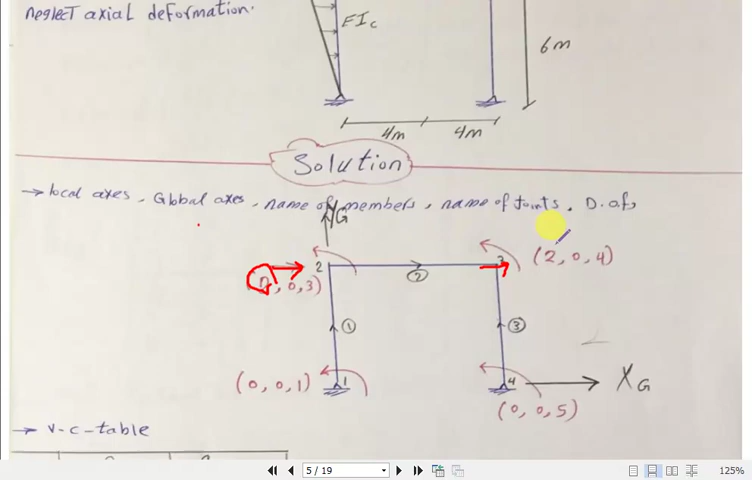 neglect axial deformation.
EIc
6m
4m
4m
Solution
→ local axes, Global axes, name of members, name of Joints, D.ofs
YG
2
3
(2, 0, 4)
2
, 0, 3)
1
3
(0, 0, 1)
1
4
XG
(0, 0, 5)
→ v-c-table
5 / 19
125%